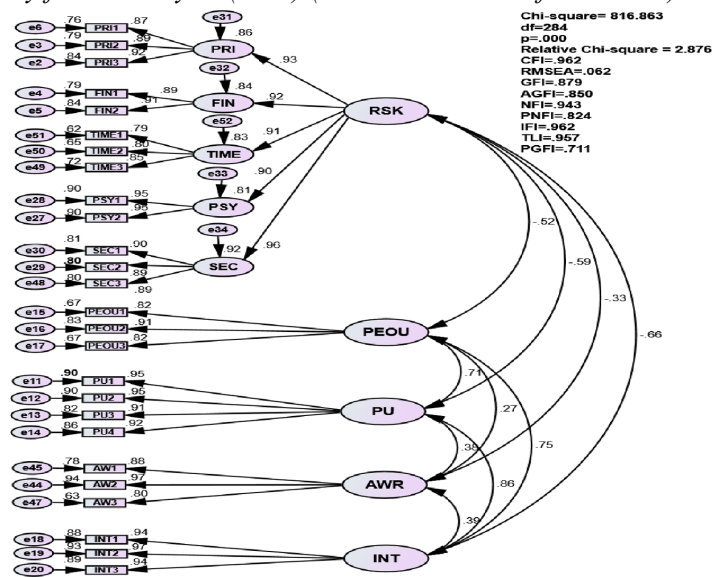 Chi-square= 816.863
df=284
p=.000
Relative Chi-square = 2.876
CFI=.962
RMSEA=.062
GFI=.879
AGFI=.850
NFI=.943
PNFI=.824
IFI=.962
TLI=.957
PGFI=.711
e31
e6 .76 PRI1 .87 .86
e3 .79 PRI2 .89 PRI
e2 .84 PRI3 .92 .93
e32
e4 .79 FIN1 .89 .84
e5 .84 FIN2 .91 FIN .92 RSK
e52
e51 .62 TIME1 .79 .83 .91
e50 .65 TIME2 .80 TIME
e49 .72 TIME3 .85
e33 .90
e28 .90 PSY1 .95 .81
e27 .90 PSY2 .95 PSY
e34
e30 .81 SEC1 .90 .92 .96
e29 .80 SEC2 .89 SEC
e48 .80 SEC3 .89
-.52
-.59
-.33
-.66
e15 .67 PEOU1 .82
e16 .83 PEOU2 .91 PEOU
e17 .67 PEOU3 .82
.71
.27
.75
e11 .90 PU1 .95
e12 .90 PU2 .95 PU
e13 .82 PU3 .91
e14 .86 PU4 .92
.38
.86
e45 .78 AW1 .88
e44 .94 AW2 .97 AWR
e47 .63 AW3 .80
.39
e18 .88 INT1 .94
e19 .93 INT2 .97 INT
e20 .89 INT3 .94